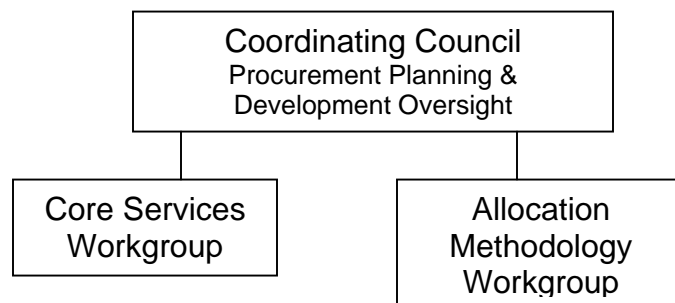 Coordinating Council
Procurement Planning &
Development Oversight
Core Services
Workgroup
Allocation
Methodology
Workgroup